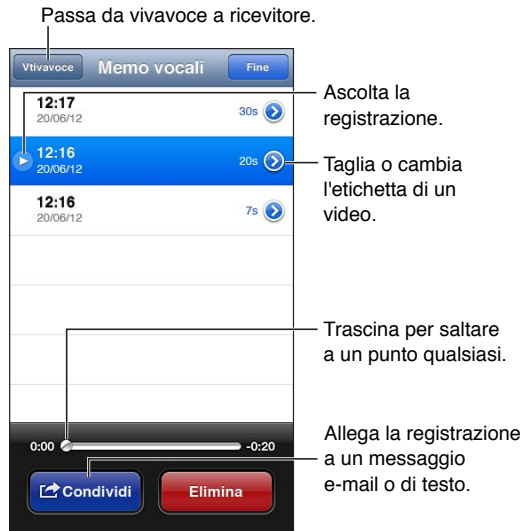 Passa da vivavoce a ricevitore.
Vtivavoce
Memo vocali
Fine
12:17
20/06/12
30s
Ascolta la
registrazione.
12:16
20/06/12
20s
Taglia o cambia
l'etichetta di un
video.
12:16
20/06/12
7s
Trascina per saltare
a un punto qualsiasi.
0:00
-0:20
Allega la registrazione
a un messaggio
e-mail o di testo.
Condividi
Elimina